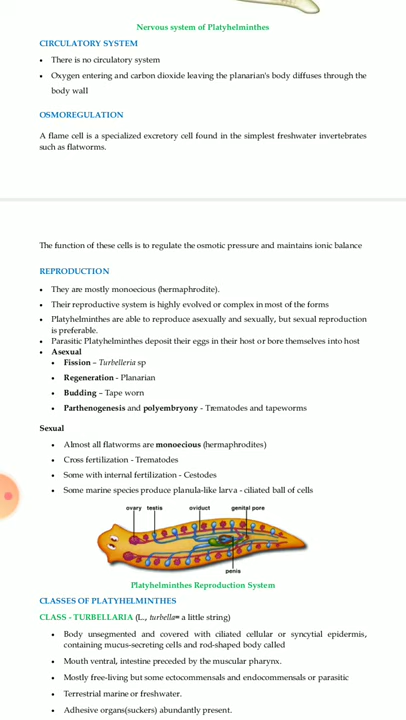 Nervous system of Platyhelminthes
CIRCULATORY SYSTEM
• There is no circulatory system
• Oxygen entering and carbon dioxide leaving the planarian's body diffuses through the
body wall
OSMOREGULATION
A flame cell is a specialized excretory cell found in the simplest freshwater invertebrates
such as flatworms.
The function of these cells is to regulate the osmotic pressure and maintains ionic balance
REPRODUCTION
• They are mostly monoecious (hermaphrodite).
• Their reproductive system is highly evolved or complex in most of the forms
• Platyhelminthes are able to reproduce asexually and sexually, but sexual reproduction
is preferable.
• Parasitic Platyhelminthes deposit their eggs in their host or bore themselves into host
• Asexual
• Fission – Turbelleria sp
• Regeneration - Planarian
• Budding – Tape worn
• Parthenogenesis and polyembryony - Trematodes and tapeworms
Sexual
• Almost all flatworms are monoecious (hermaphrodites)
• Cross fertilization - Trematodes
• Some with internal fertilization - Cestodes
• Some marine species produce planula-like larva - ciliated ball of cells
ovary testis oviduct genital pore
penis
Platyhelminthes Reproduction System
CLASSES OF PLATYHELMINTHES
CLASS - TURBELLARIA (L., turbella= a little string)
• Body unsegmented and covered with ciliated cellular or syncytial epidermis,
containing mucus-secreting cells and rod-shaped body called
• Mouth ventral, intestine preceded by the muscular pharynx.
• Mostly free-living but some ectocommensals and endocommensals or parasitic
• Terrestrial marine or freshwater.
• Adhesive organs(suckers) abundantly present.